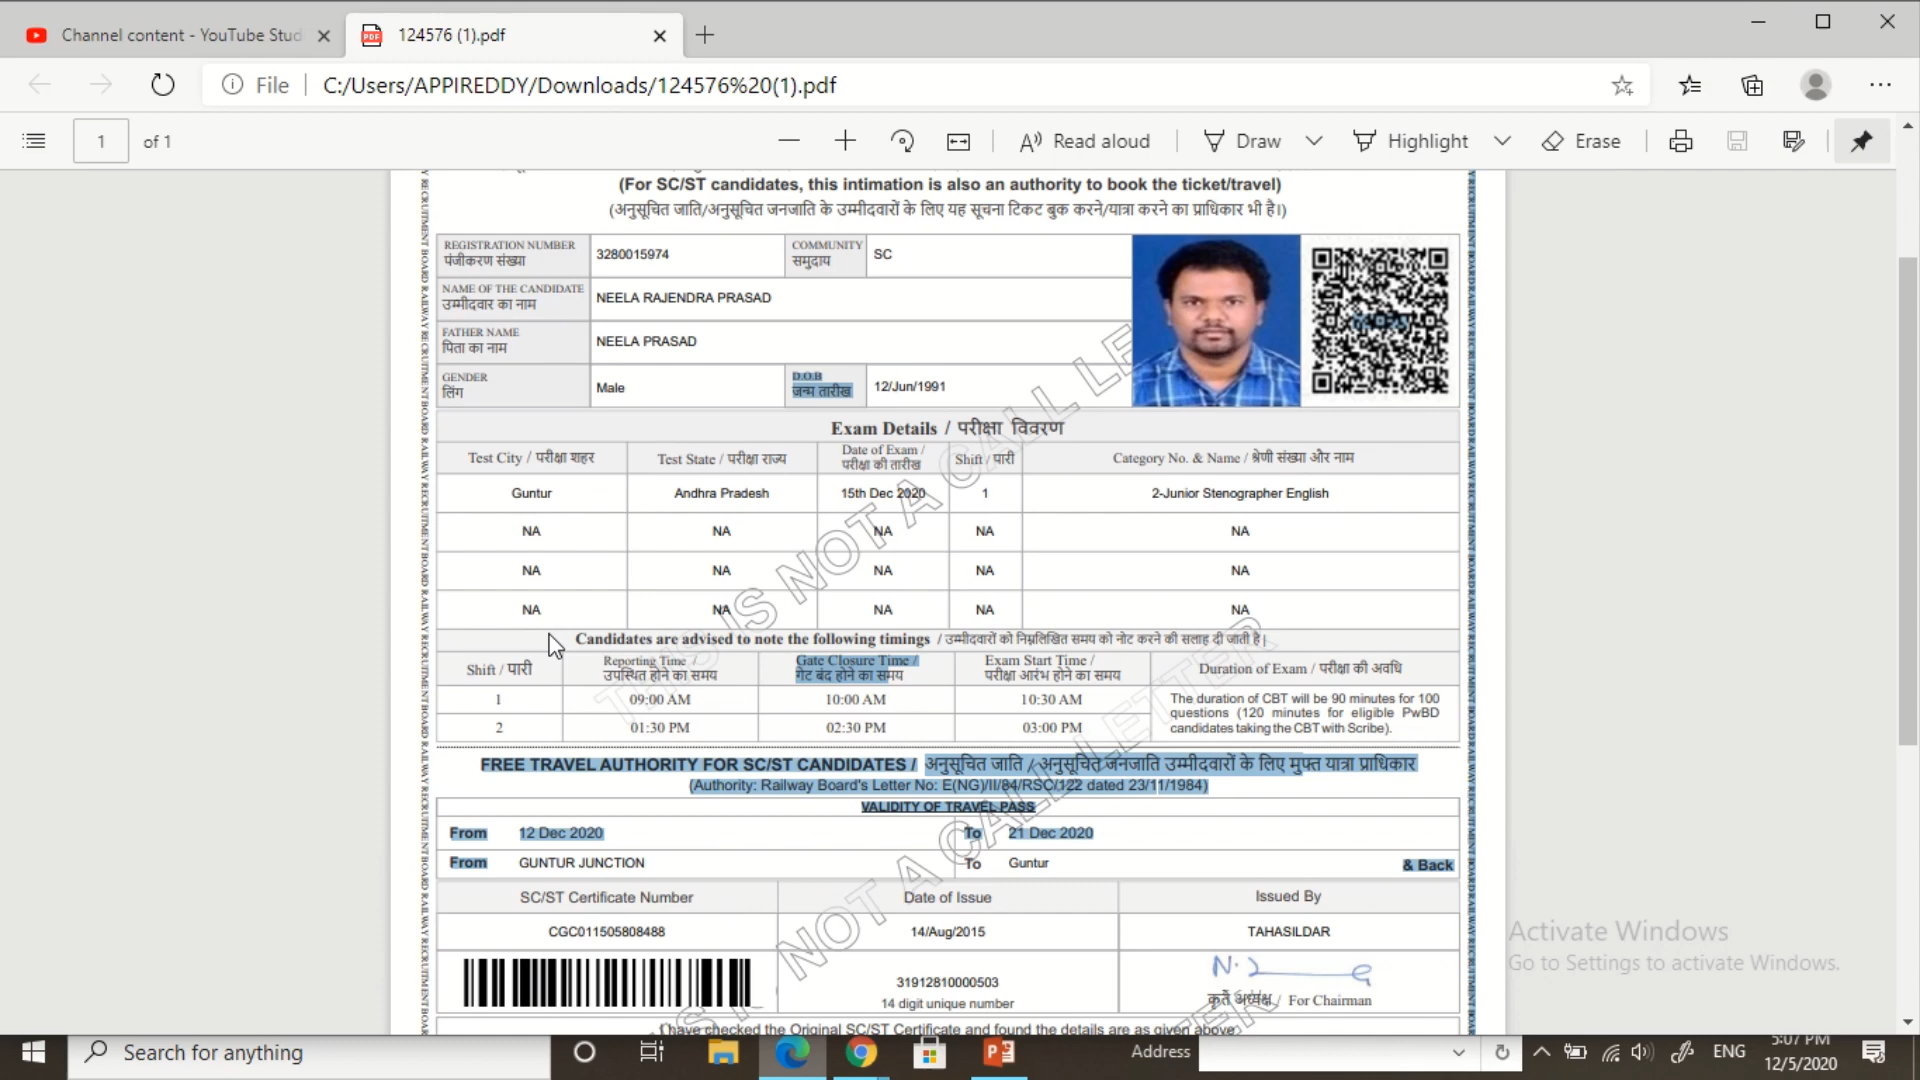 Channel content - YouTube Stud
124576 (1).pdf
File
C:/Users/APPIREDDY/Downloads/124576%20(1).pdf
1 of 1
Read aloud
Draw
Highlight
Erase
(For SC/ST candidates, this intimation is also an authority to book the ticket/travel)
(अनुसूचित जाति/अनुसूचित जनजाति के उम्मीदवारों के लिए यह सूचना टिकट बुक करने/यात्रा करने का प्राधिकार भी है।)
REGISTRATION NUMBER
पंजीकरण संख्या
3280015974
COMMUNITY
समुदाय
SC
NAME OF THE CANDIDATE
उम्मीदवार का नाम
NEELA RAJENDRA PRASAD
FATHER NAME
पिता का नाम
NEELA PRASAD
GENDER
लिंग
Male
D.O.B
जन्म तारीख
12/Jun/1991
Exam Details / परीक्षा विवरण
Test City / परीक्षा शहर
Test State / परीक्षा राज्य
Date of Exam /
परीक्षा की तारीख
Shift / पारी
Category No. & Name / श्रेणी संख्या और नाम
Guntur Andhra Pradesh 15th Dec 2020 1 2-Junior Stenographer English
NA NA NA NA NA
NA NA NA NA NA
NA NA NA NA NA
Candidates are advised to note the following timings / उम्मीदवारों को निम्नलिखित समय को नोट करने की सलाह दी जाती है।
Shift / पारी
Reporting Time /
उपस्थित होने का समय
Gate Closure Time /
गेट बंद होने का समय
Exam Start Time /
परीक्षा आरंभ होने का समय
Duration of Exam / परीक्षा की अवधि
1 09:00 AM 10:00 AM 10:30 AM
2 01:30 PM 02:30 PM 03:00 PM
The duration of CBT will be 90 minutes for 100
questions (120 minutes for eligible PwBD
candidates taking the CBT with Scribe).
FREE TRAVEL AUTHORITY FOR SC/ST CANDIDATES / अनुसूचित जाति / अनुसूचित जनजाति उम्मीदवारों के लिए मुफ्त यात्रा प्राधिकार
(Authority: Railway Board's Letter No: E(NG)/II/84/RSC/122 dated 23/11/1984)
VALIDITY OF TRAVEL PASS
From 12 Dec 2020 To 21 Dec 2020
From GUNTUR JUNCTION To Guntur & Back
SC/ST Certificate Number Date of Issue Issued By
CGC011505808488 14/Aug/2015 TAHASILDAR
31912810000503
14 digit unique number
कृते अध्यक्ष / For Chairman
I have checked the Original SC/ST Certificate and found the details are as given above
THIS IS NOT A CALL LETTER
Activate Windows
Go to Settings to activate Windows.
Search for anything
Address
ENG
5:07 PM
12/5/2020